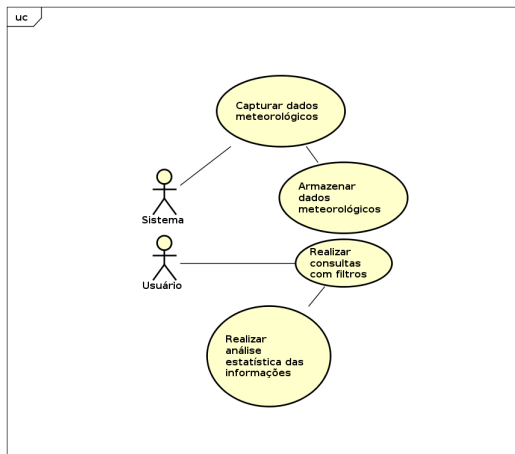 uc
Capturar dados
meteorológicos
Armazenar
dados
meteorológicos
Sistema
Realizar
consultas
com filtros
Usuário
Realizar
análise
estatística das
informações